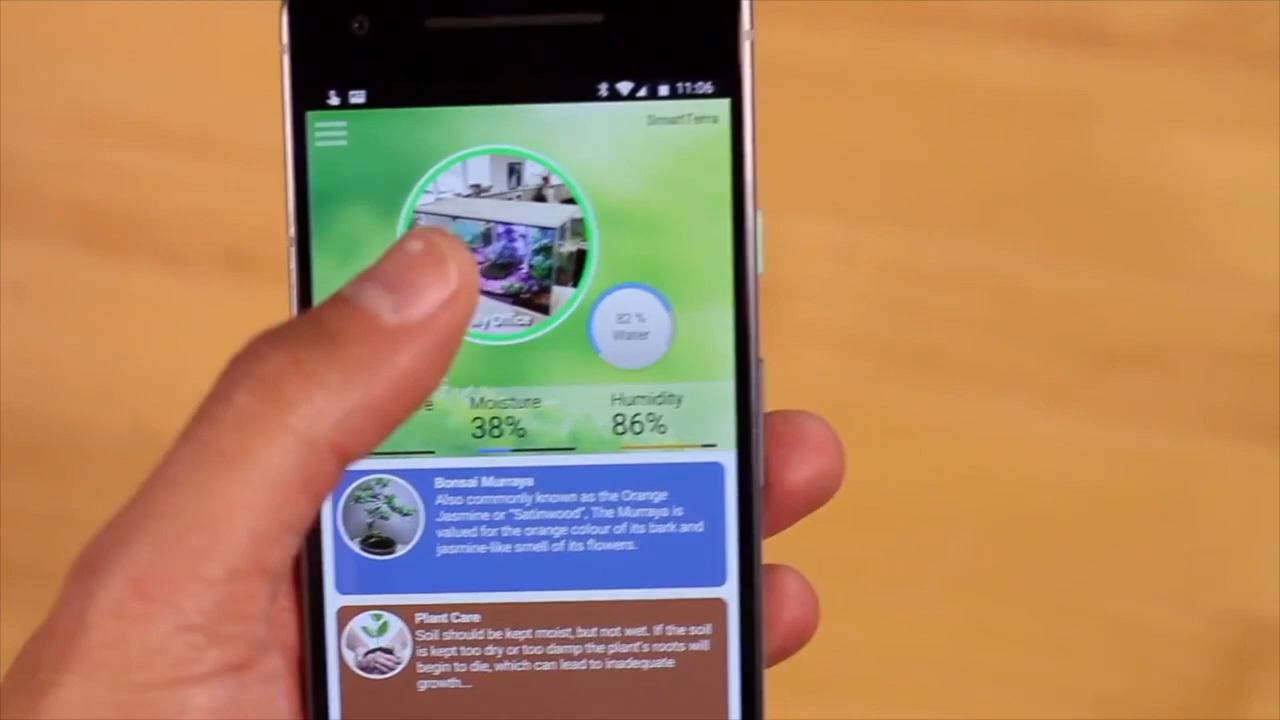 11:06
SmartTerra
Office
82 %
Water
Moisture
Humidity
38%
86%
Bonsai Murraya
Also commonly known as the Orange
Jasmine or "Satinwood", The Murraya is
valued for the orange colour of its bark and
jasmine-like smell of its flowers.
Plant Care
Soil should be kept moist, but not wet. If the soil
is kept too dry or too damp the plant's roots will
begin to die, which can lead to inadequate
growth...